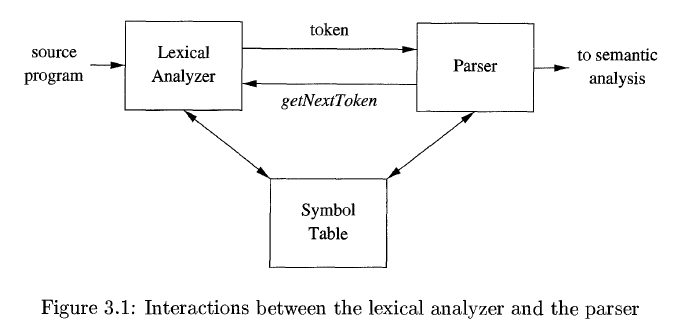 token
source
program
Lexical
Analyzer
Parser
to semantic
analysis
getNextToken
Symbol
Table
Figure 3.1: Interactions between the lexical analyzer and the parser